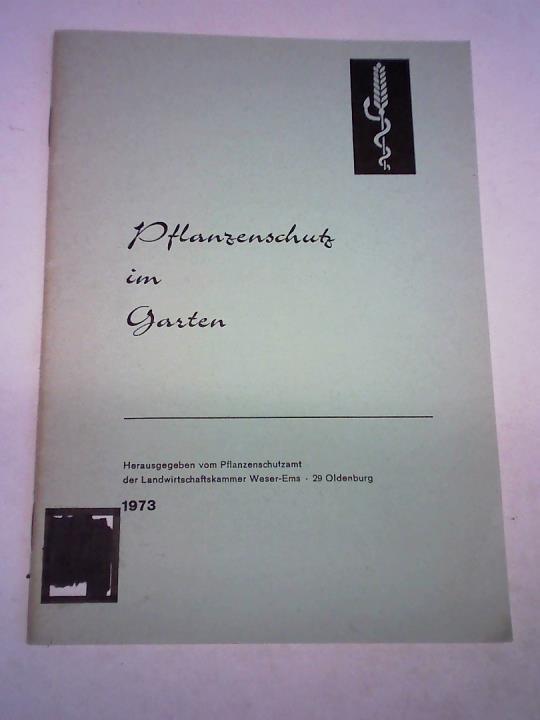 Pflanzenschutz
im
Garten
Herausgegeben vom Pflanzenschutzamt
der Landwirtschaftskammer Weser-Ems · 29 Oldenburg
1973